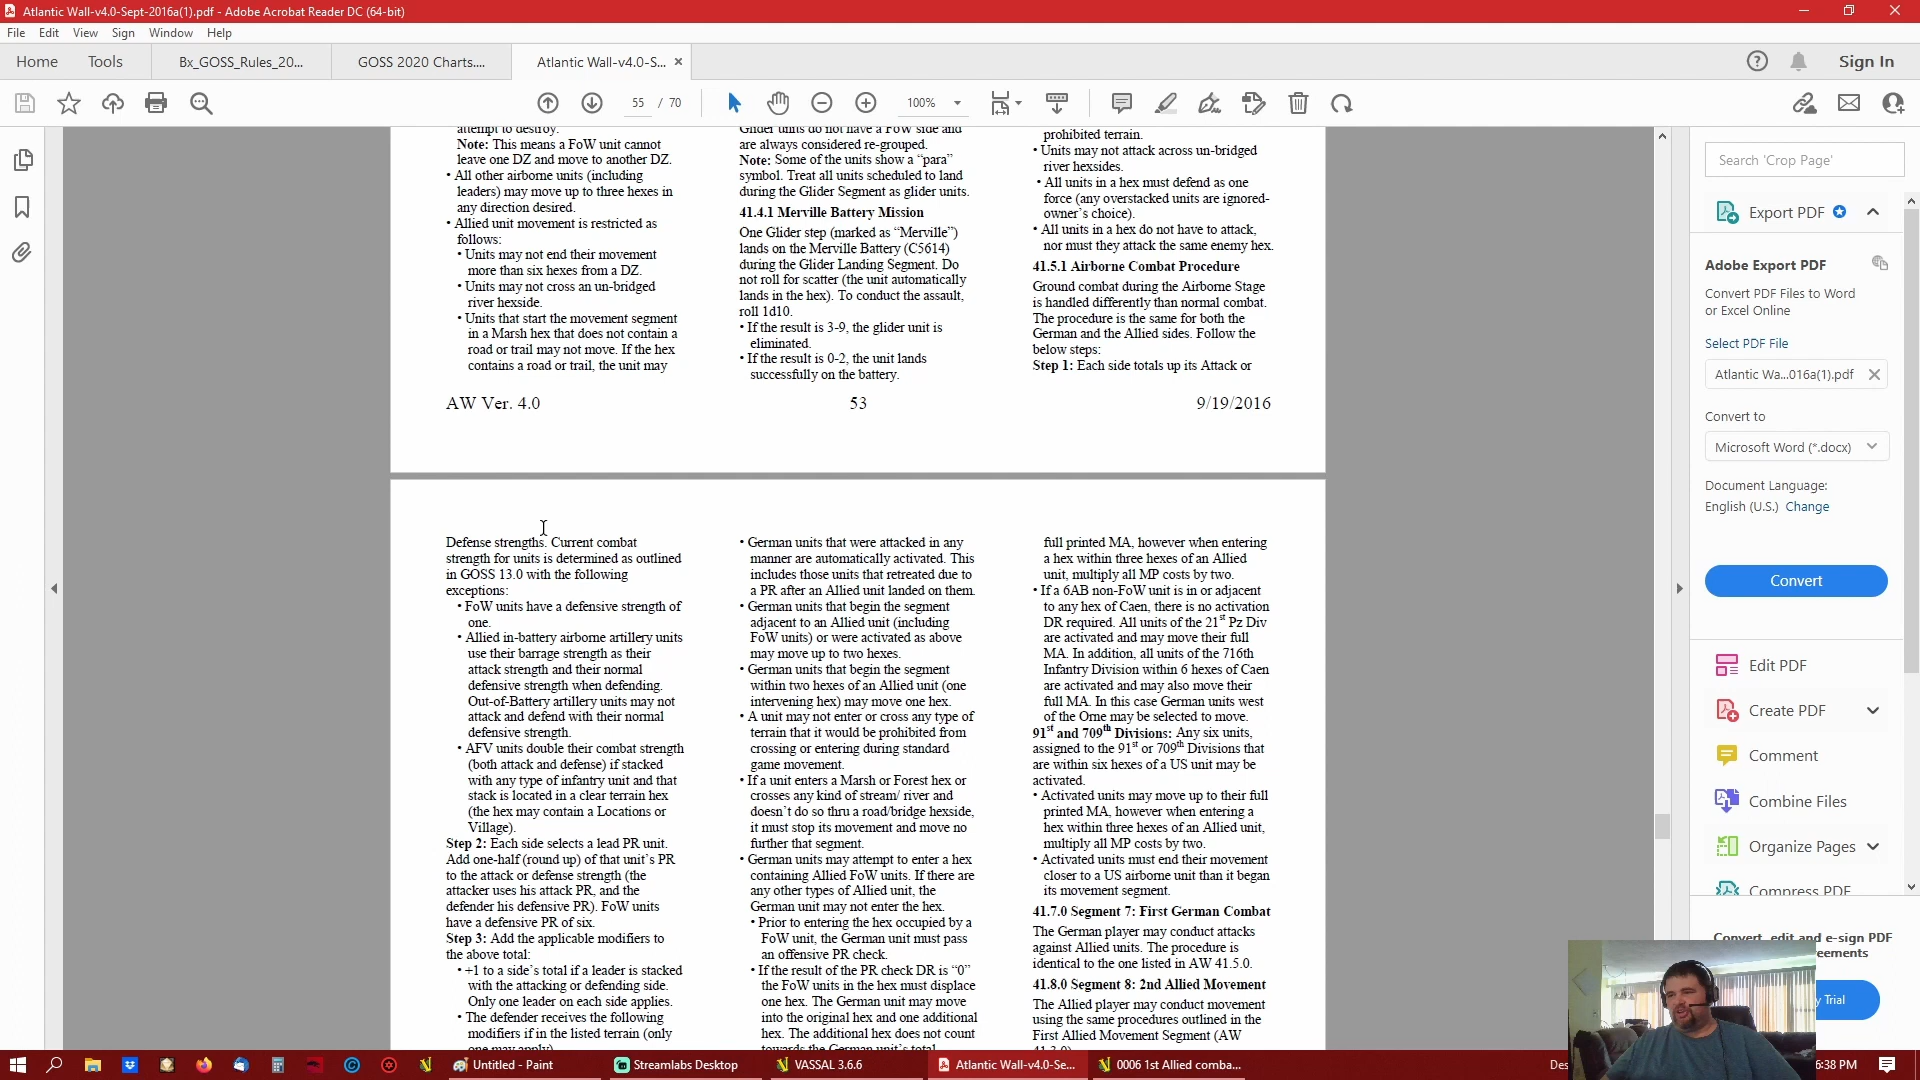 Atlantic Wall-v4.0-Sept-2016a(1).pdf - Adobe Acrobat Reader DC (64-bit)
File Edit View Sign Window Help
Home Tools Bx_GOSS_Rules_20... GOSS 2020 Charts.... Atlantic Wall-v4.0-S... Sign In
55 / 70 100%
attempt to destroy.
Note: This means a FoW unit cannot
leave one DZ and move to another DZ.
• All other airborne units (including
leaders) may move up to three hexes in
any direction desired.
• Allied unit movement is restricted as
follows:
• Units may not end their movement
more than six hexes from a DZ.
• Units may not cross an un-bridged
river hexside.
• Units that start the movement segment
in a Marsh hex that does not contain a
road or trail may not move. If the hex
contains a road or trail, the unit may
Glider units do not have a FoW side and
are always considered re-grouped.
Note: Some of the units show a “para”
symbol. Treat all units scheduled to land
during the Glider Segment as glider units.
41.4.1 Merville Battery Mission
One Glider step (marked as “Merville”)
lands on the Merville Battery (C5614)
during the Glider Landing Segment. Do
not roll for scatter (the unit automatically
lands in the hex). To conduct the assault,
roll 1d10.
• If the result is 3-9, the glider unit is
eliminated.
• If the result is 0-2, the unit lands
successfully on the battery.
prohibited terrain.
• Units may not attack across un-bridged
river hexsides.
• All units in a hex must defend as one
force (any overstacked units are ignored-
owner’s choice).
• All units in a hex do not have to attack,
nor must they attack the same enemy hex.
41.5.1 Airborne Combat Procedure
Ground combat during the Airborne Stage
is handled differently than normal combat.
The procedure is the same for both the
German and the Allied sides. Follow the
below steps:
Step 1: Each side totals up its Attack or
AW Ver. 4.0 53 9/19/2016
Defense strengths. Current combat
strength for units is determined as outlined
in GOSS 13.0 with the following
exceptions:
• FoW units have a defensive strength of
one.
• Allied in-battery airborne artillery units
use their barrage strength as their
attack strength and their normal
defensive strength when defending.
Out-of-Battery artillery units may not
attack and defend with their normal
defensive strength.
• AFV units double their combat strength
(both attack and defense) if stacked
with any type of infantry unit and that
stack is located in a clear terrain hex
(the hex may contain a Locations or
Village).
Step 2: Each side selects a lead PR unit.
Add one-half (round up) of that unit’s PR
to the attack or defense strength (the
attacker uses his attack PR, and the
defender his defensive PR). FoW units
have a defensive PR of six.
Step 3: Add the applicable modifiers to
the above total:
• +1 to a side’s total if a leader is stacked
with the attacking or defending side.
Only one leader on each side applies.
• The defender receives the following
modifiers if in the listed terrain (only
one may apply)
• German units that were attacked in any
manner are automatically activated. This
includes those units that retreated due to
a PR after an Allied unit landed on them.
• German units that begin the segment
adjacent to an Allied unit (including
FoW units) or were activated as above
may move up to two hexes.
• German units that begin the segment
within two hexes of an Allied unit (one
intervening hex) may move one hex.
• A unit may not enter or cross any type of
terrain that it would be prohibited from
crossing or entering during standard
game movement.
• If a unit enters a Marsh or Forest hex or
crosses any kind of stream/ river and
doesn’t do so thru a road/bridge hexside,
it must stop its movement and move no
further that segment.
• German units may attempt to enter a hex
containing Allied FoW units. If there are
any other types of Allied unit, the
German unit may not enter the hex.
• Prior to entering the hex occupied by a
FoW unit, the German unit must pass
an offensive PR check.
• If the result of the PR check DR is “0”
the FoW units in the hex must displace
one hex. The German unit may move
into the original hex and one additional
hex. The additional hex does not count
towards the German unit’s total
full printed MA, however when entering
a hex within three hexes of an Allied
unit, multiply all MP costs by two.
• If a 6AB non-FoW unit is in or adjacent
to any hex of Caen, there is no activation
DR required. All units of the 21st Pz Div
are activated and may move their full
MA. In addition, all units of the 716th
Infantry Division within 6 hexes of Caen
are activated and may also move their
full MA. In this case German units west
of the Orne may be selected to move.
91st and 709th Divisions: Any six units,
assigned to the 91st or 709th Divisions that
are within six hexes of a US unit may be
activated.
• Activated units may move up to their full
printed MA, however when entering a
hex within three hexes of an Allied unit,
multiply all MP costs by two.
• Activated units must end their movement
closer to a US airborne unit than it began
its movement segment.
41.7.0 Segment 7: First German Combat
The German player may conduct attacks
against Allied units. The procedure is
identical to the one listed in AW 41.5.0.
41.8.0 Segment 8: 2nd Allied Movement
The Allied player may conduct movement
using the same procedures outlined in the
First Allied Movement Segment (AW
41.3.0)
Search 'Crop Page'
Export PDF
Adobe Export PDF
Convert PDF Files to Word
or Excel Online
Select PDF File
Atlantic Wa...016a(1).pdf
Convert to
Microsoft Word (*.docx)
Document Language:
English (U.S.) Change
Convert
Edit PDF
Create PDF
Comment
Combine Files
Organize Pages
Compress PDF
Convert, edit and e-sign PDF
Trial
Untitled - Paint Streamlabs Desktop VASSAL 3.6.6 Atlantic Wall-v4.0-Se... 0006 1st Allied comba... 6:38 PM